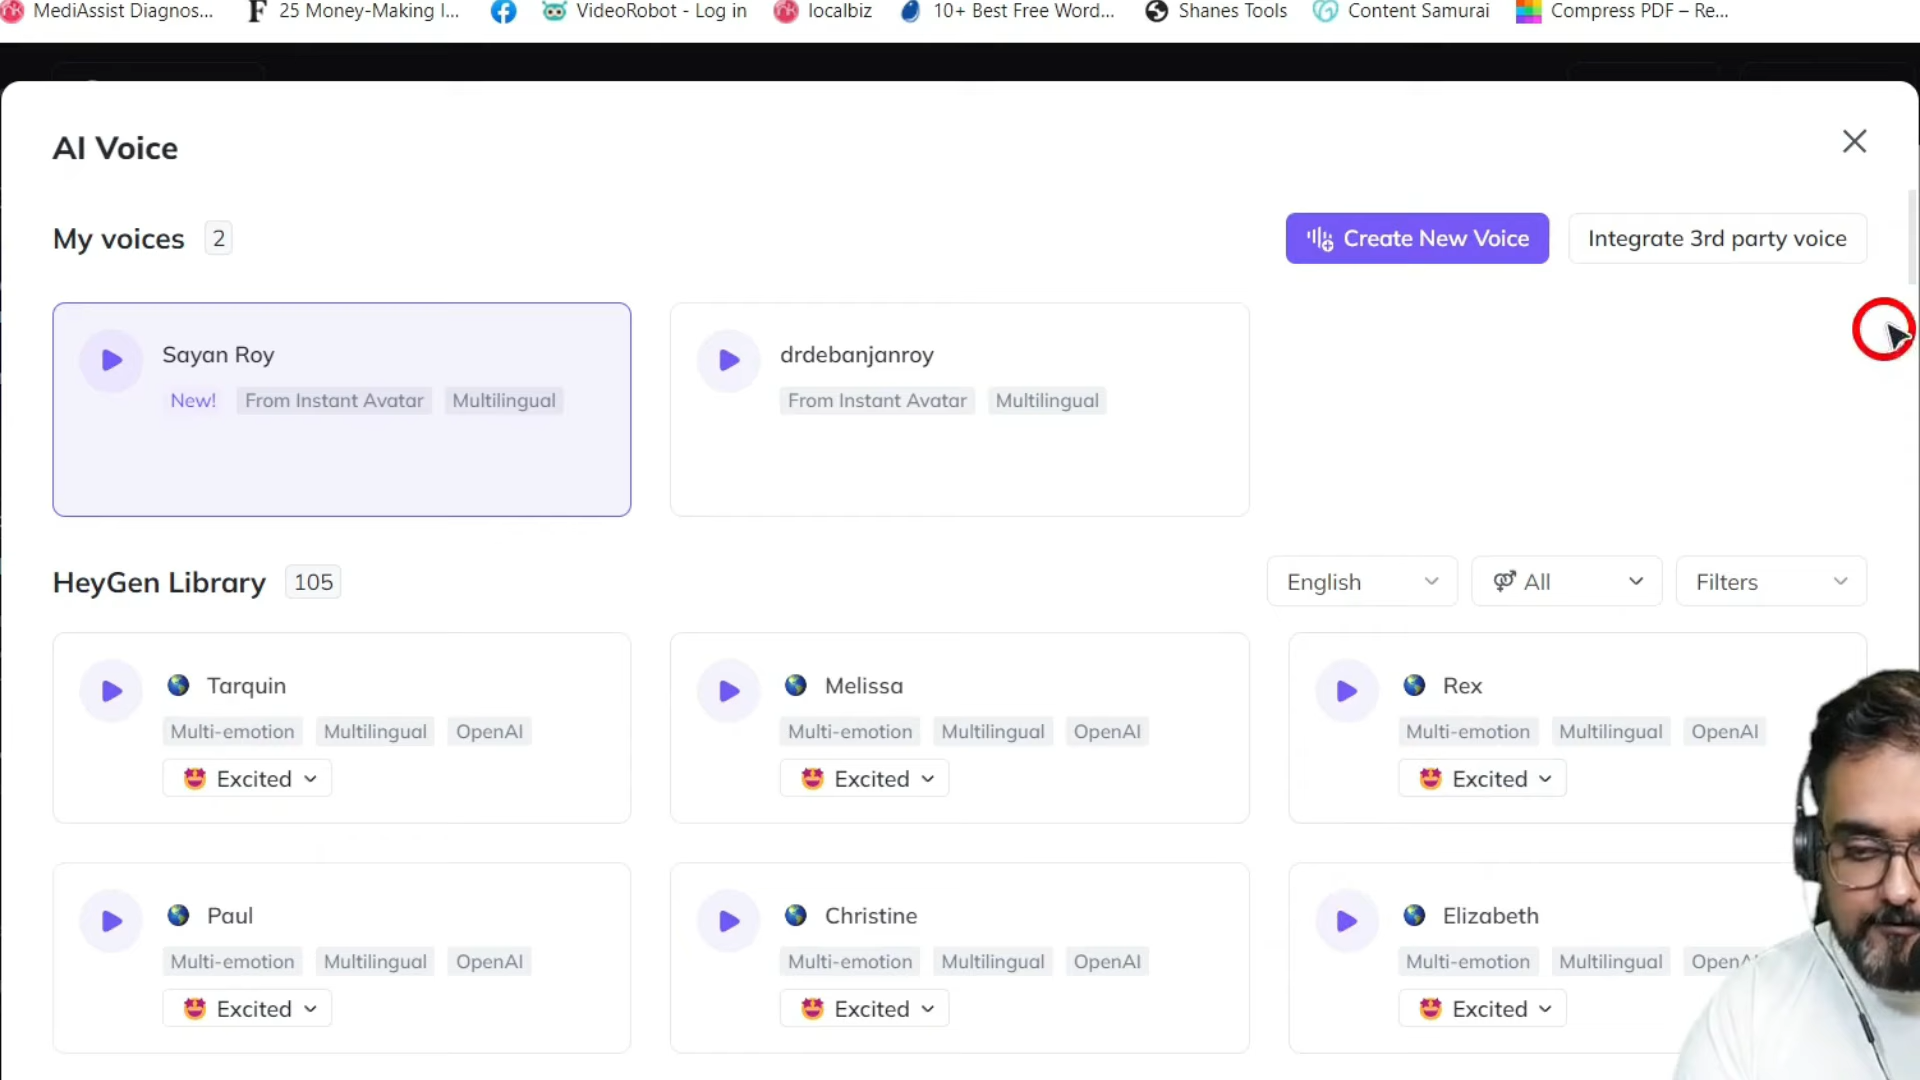 MediAssist Diagnos... 25 Money-Making I... VideoRobot - Log in localbiz 10+ Best Free Word... Shanes Tools Content Samurai Compress PDF – Re...
AI Voice
My voices 2 Create New Voice Integrate 3rd party voice
Sayan Roy drdebanjanroy
New! From Instant Avatar Multilingual From Instant Avatar Multilingual
HeyGen Library 105 English All Filters
Tarquin Melissa Rex
Multi-emotion Multilingual OpenAI Multi-emotion Multilingual OpenAI Multi-emotion Multilingual OpenAI
Excited Excited Excited
Paul Christine Elizabeth
Multi-emotion Multilingual OpenAI Multi-emotion Multilingual OpenAI Multi-emotion Multilingual
Excited Excited Excited